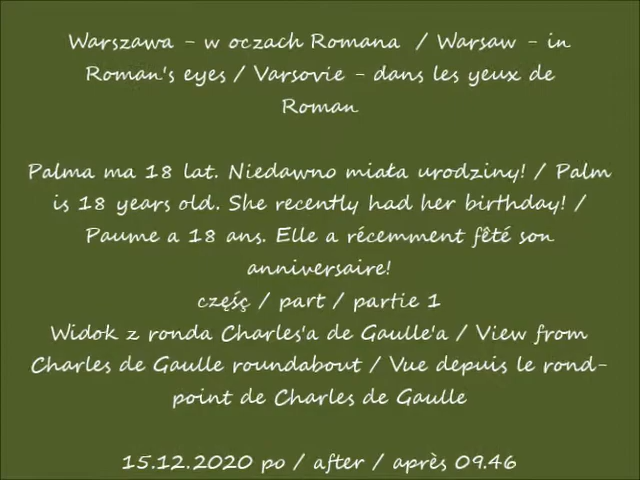 Warszawa - w oczach Romana / Warsaw - in
Roman's eyes / Varsovie - dans les yeux de
Roman
Palma ma 18 lat. Niedawno miała urodziny! / Palm
is 18 years old. She recently had her birthday! /
Paume a 18 ans. Elle a récemment fêté son
anniversaire!
częśç / part / partie 1
Widok z ronda Charles'a de Gaulle'a / View from
Charles de Gaulle roundabout / Vue depuis le rond-
point de Charles de Gaulle
15.12.2020 po / after / après 09.46